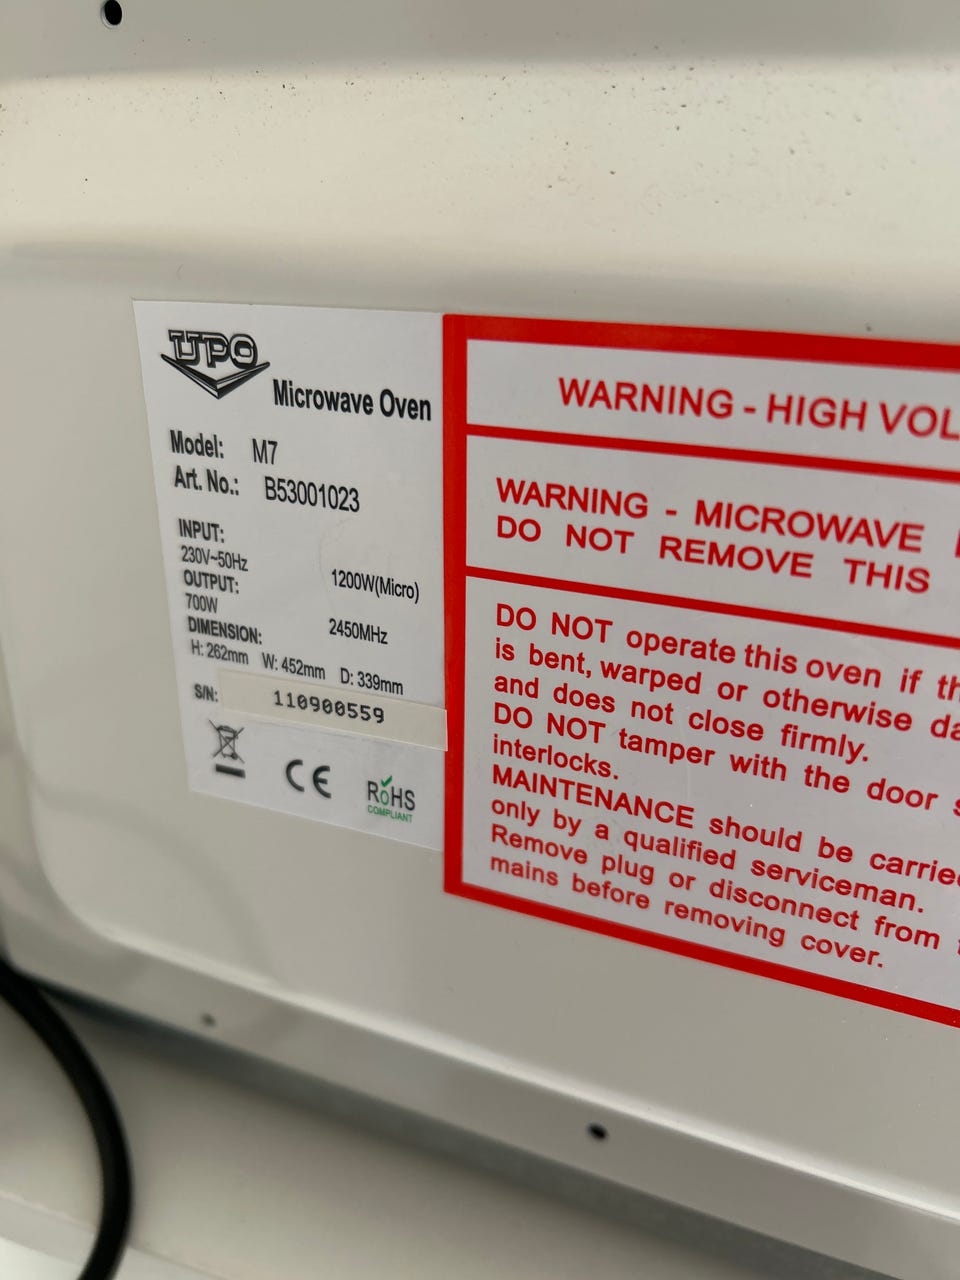 UPO
Microwave Oven
Model: M7
Art. No.: B53001023
INPUT:
230V~50Hz 1200W(Micro)
OUTPUT:
700W 2450MHz
DIMENSION:
H: 262mm W: 452mm D: 339mm
S/N: 110900559
CE
RoHS
COMPLIANT
WARNING - HIGH VOL
WARNING - MICROWAVE
DO NOT REMOVE THIS
DO NOT operate this oven if th
is bent, warped or otherwise da
and does not close firmly.
DO NOT tamper with the door s
interlocks.
MAINTENANCE should be carrie
only by a qualified serviceman.
Remove plug or disconnect from
mains before removing cover.